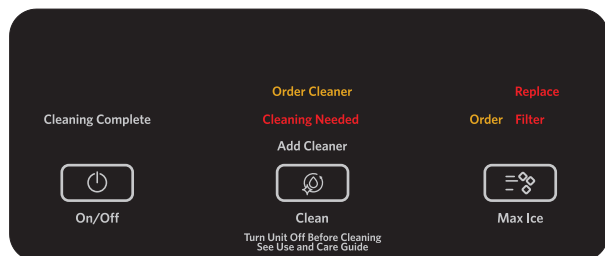 Order Cleaner
Replace
Cleaning Complete
Cleaning Needed
Order Filter
Add Cleaner
On/Off
Clean
Max Ice
Turn Unit Off Before Cleaning
See Use and Care Guide